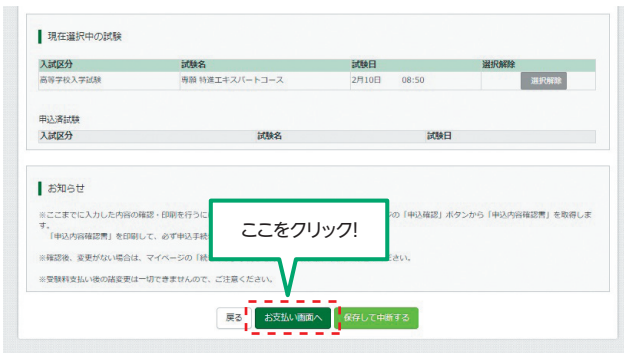 現在選択中の試験
入試区分 試験名 試験日 選択解除
高等学校入学試験 専願 特進エキスパートコース 2月10日 08:50 選択解除
申込済試験
入試区分 試験名 試験日
お知らせ
※ここまでに入力した内容の確認・印刷を行うに の「申込確認」ボタンから「申込内容確認書」を取得しま
す。
「申込内容確認書」を印刷して、必ず申込手続
※確認後、変更がない場合は、マイページの「続 ださい。
※受験料支払い後の諸変更は一切できませんので、ご注意ください。
ここをクリック!
戻る お支払い画面へ 保存して中断する